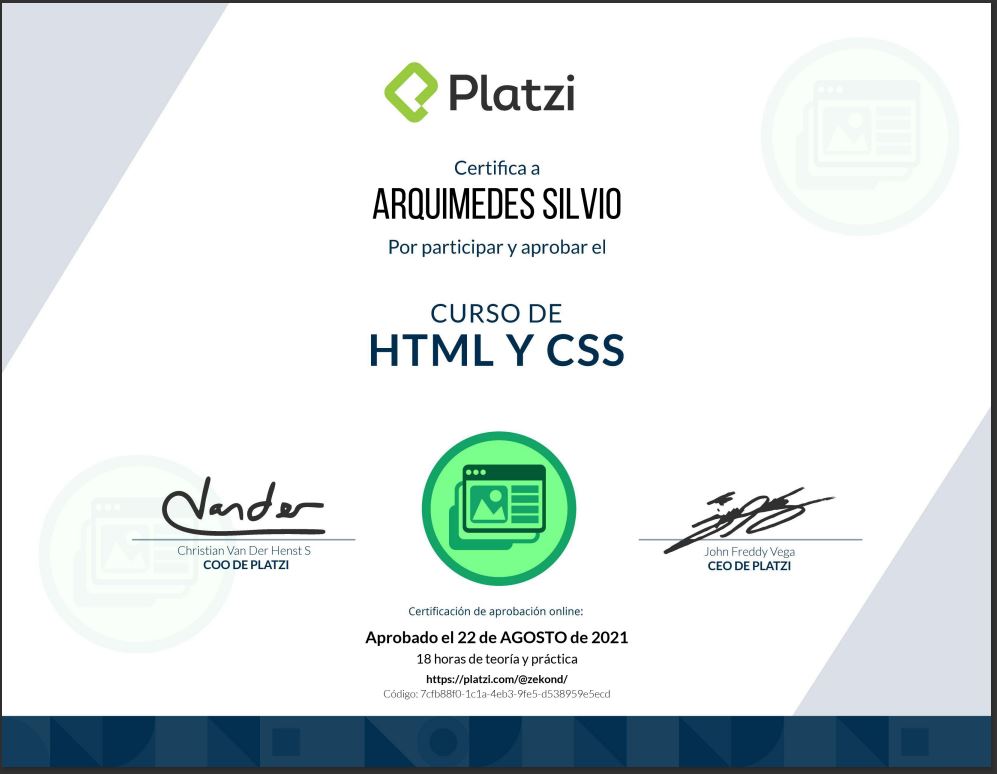 Platzi
Certifica a
ARQUIMEDES SILVIO
Por participar y aprobar el
CURSO DE
HTML Y CSS
Vander
Christian Van Der Henst S
COO DE PLATZI
John Freddy Vega
CEO DE PLATZI
Certificación de aprobación online:
Aprobado el 22 de AGOSTO de 2021
18 horas de teoría y práctica
https://platzi.com/@zekond/
Código: 7cfb88f0-1c1a-4eb3-9fe5-d538959e5ecd